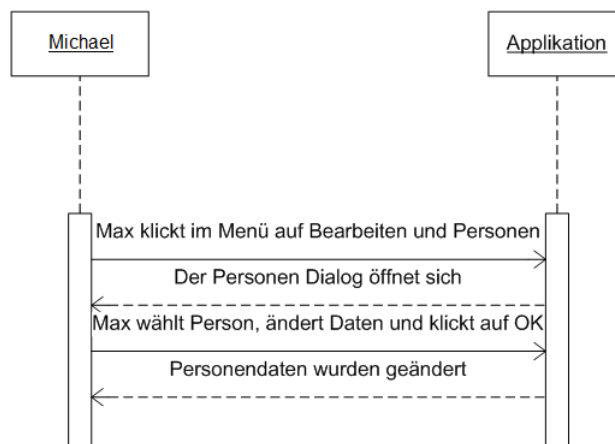 Michael
Applikation
Max klickt im Menü auf Bearbeiten und Personen
Der Personen Dialog öffnet sich
Max wählt Person, ändert Daten und klickt auf OK
Personendaten wurden geändert